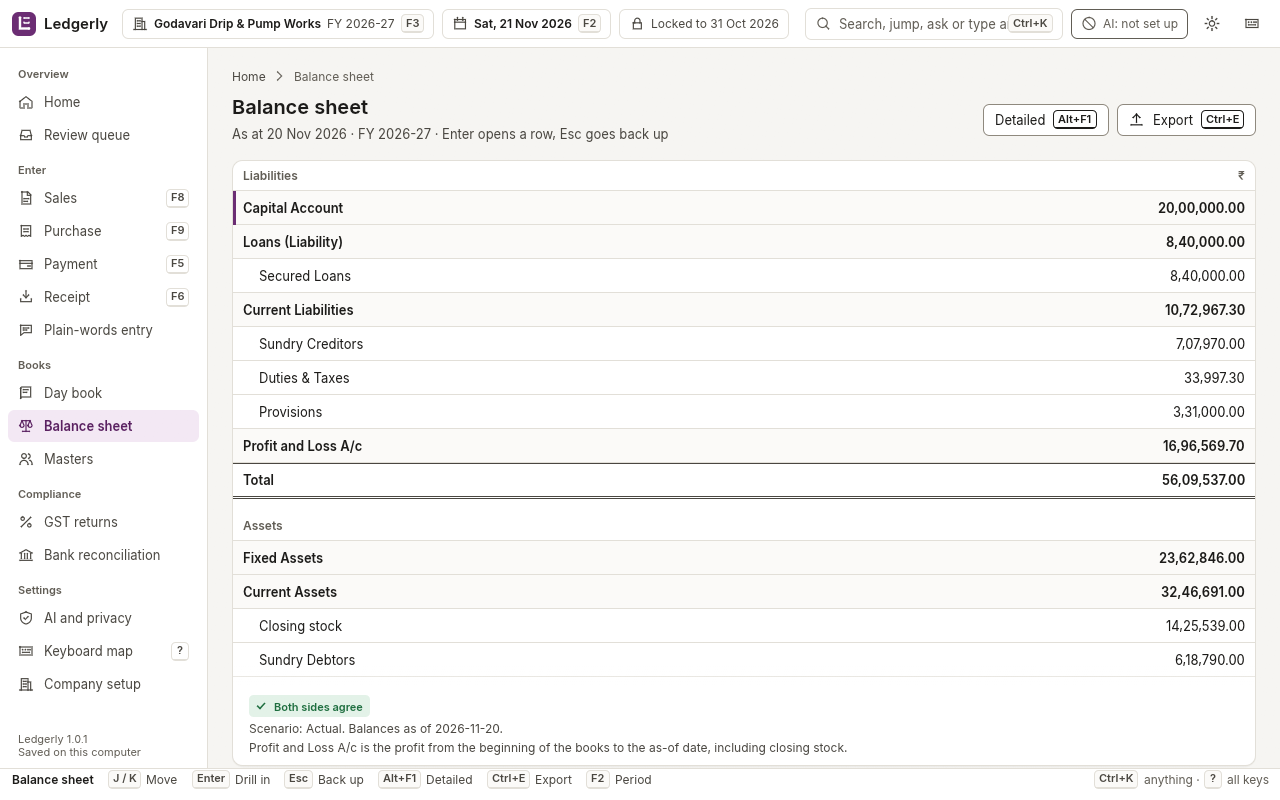 Ledgerly
Godavari Drip & Pump Works FY 2026-27 F3
Sat, 21 Nov 2026 F2
Locked to 31 Oct 2026
Search, jump, ask or type a Ctrl+K
AI: not set up
Overview
Home
Review queue
Enter
Sales F8
Purchase F9
Payment F5
Receipt F6
Plain-words entry
Books
Day book
Balance sheet
Masters
Compliance
GST returns
Bank reconciliation
Settings
AI and privacy
Keyboard map ?
Company setup
Ledgerly 1.0.1
Saved on this computer
Home > Balance sheet
Balance sheet
As at 20 Nov 2026 · FY 2026-27 · Enter opens a row, Esc goes back up
Detailed Alt+F1
Export Ctrl+E
Liabilities ₹
Capital Account 20,00,000.00
Loans (Liability) 8,40,000.00
Secured Loans 8,40,000.00
Current Liabilities 10,72,967.30
Sundry Creditors 7,07,970.00
Duties & Taxes 33,997.30
Provisions 3,31,000.00
Profit and Loss A/c 16,96,569.70
Total 56,09,537.00
Assets
Fixed Assets 23,62,846.00
Current Assets 32,46,691.00
Closing stock 14,25,539.00
Sundry Debtors 6,18,790.00
Both sides agree
Scenario: Actual. Balances as of 2026-11-20.
Profit and Loss A/c is the profit from the beginning of the books to the as-of date, including closing stock.
Balance sheet J / K Move Enter Drill in Esc Back up Alt+F1 Detailed Ctrl+E Export F2 Period Ctrl+K anything · ? all keys